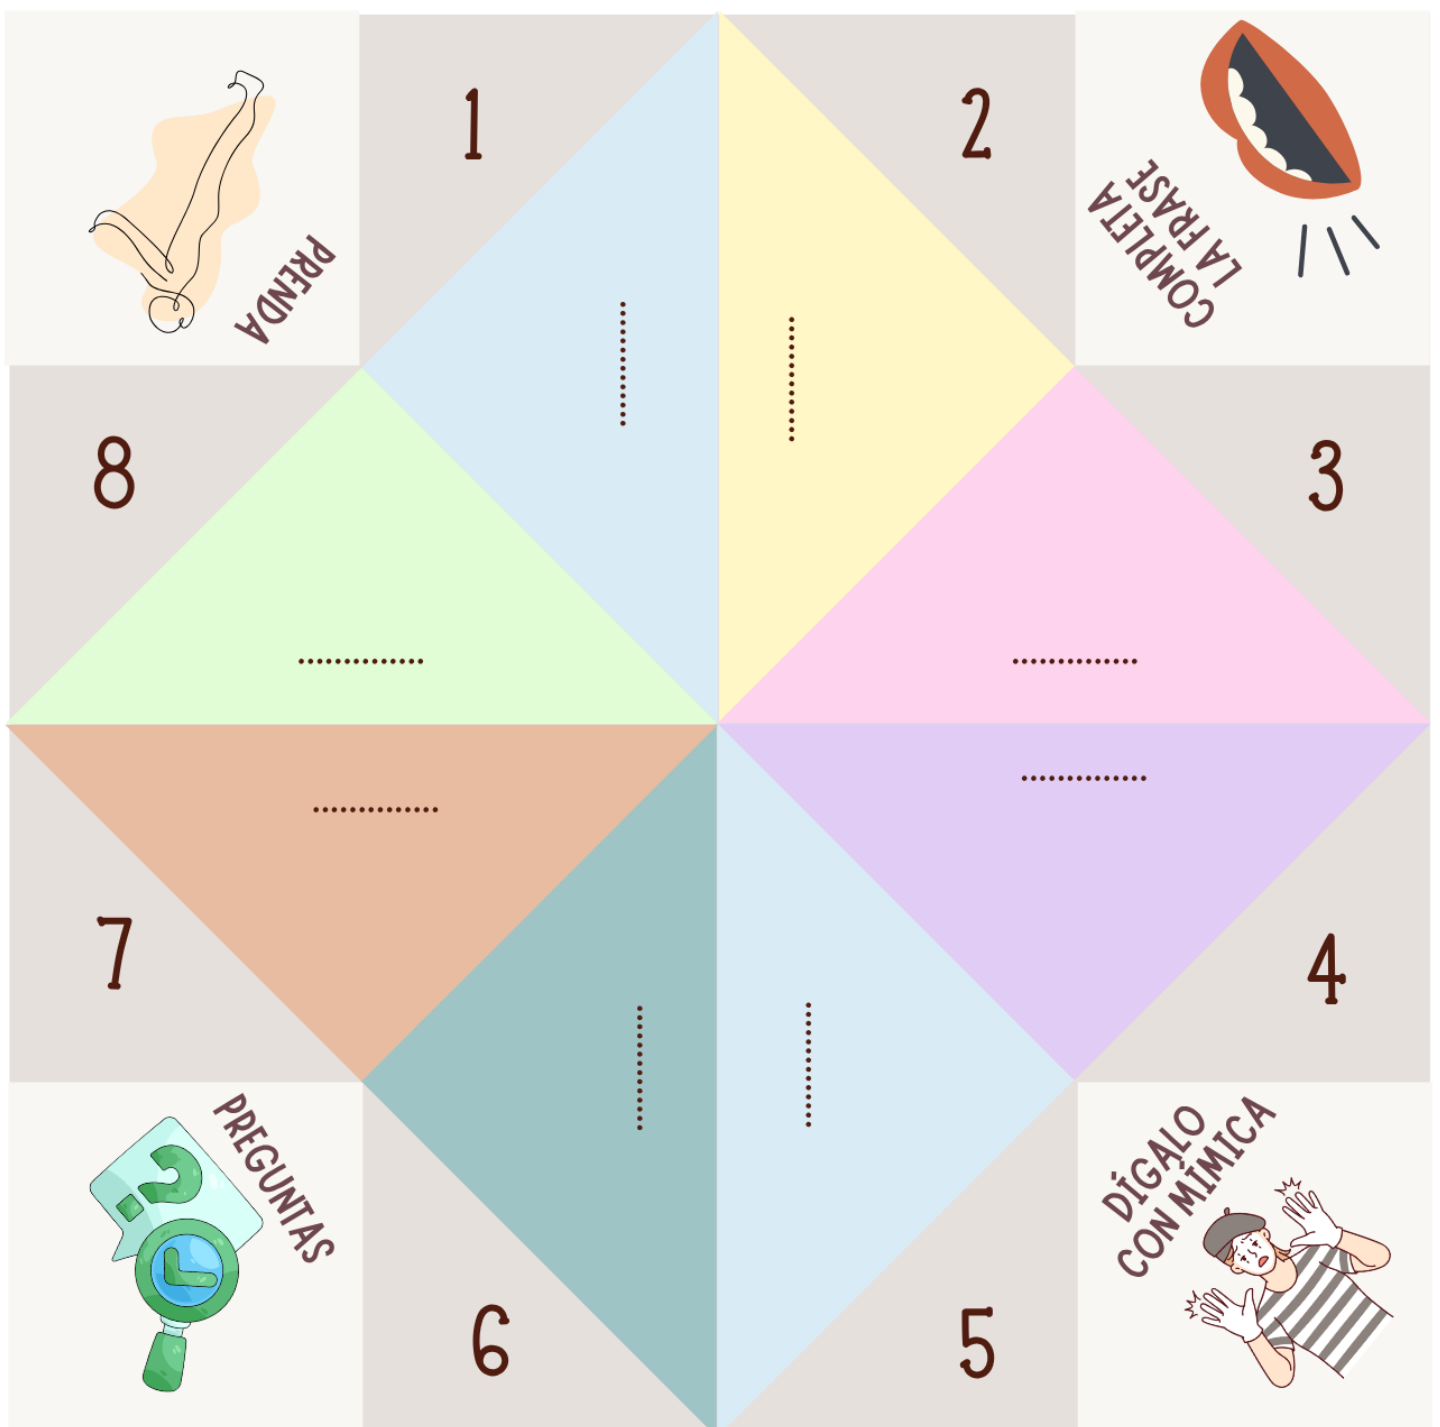 1
2
PRENDA
COMPLETA
LA FRASE
8
3
7
4
PREGUNTAS
DÍGALO
CON MÍMICA
6
5